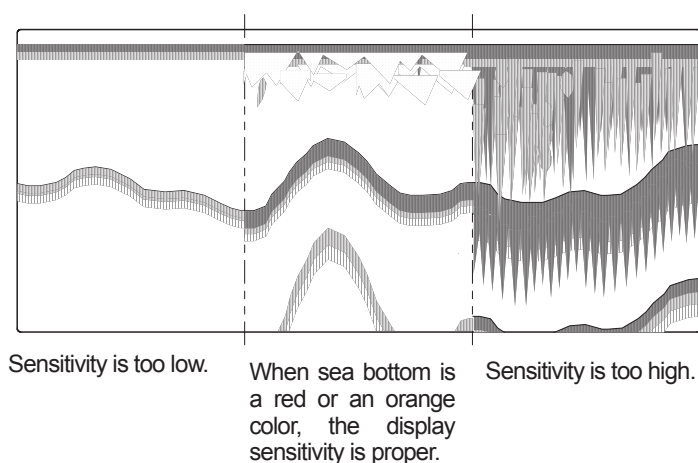 Sensitivity is too low.
When sea bottom is
a red or an orange
color, the display
sensitivity is proper.
Sensitivity is too high.